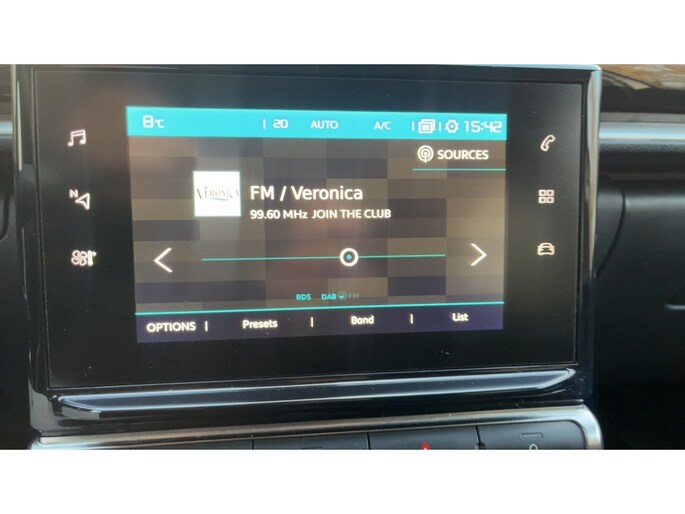 8°C | 20 AUTO A/C | | 15:42
SOURCES
N
VERONICA
FM / Veronica
99.60 MHz JOIN THE CLUB
RDS DAB FM
OPTIONS | Presets | Band | List